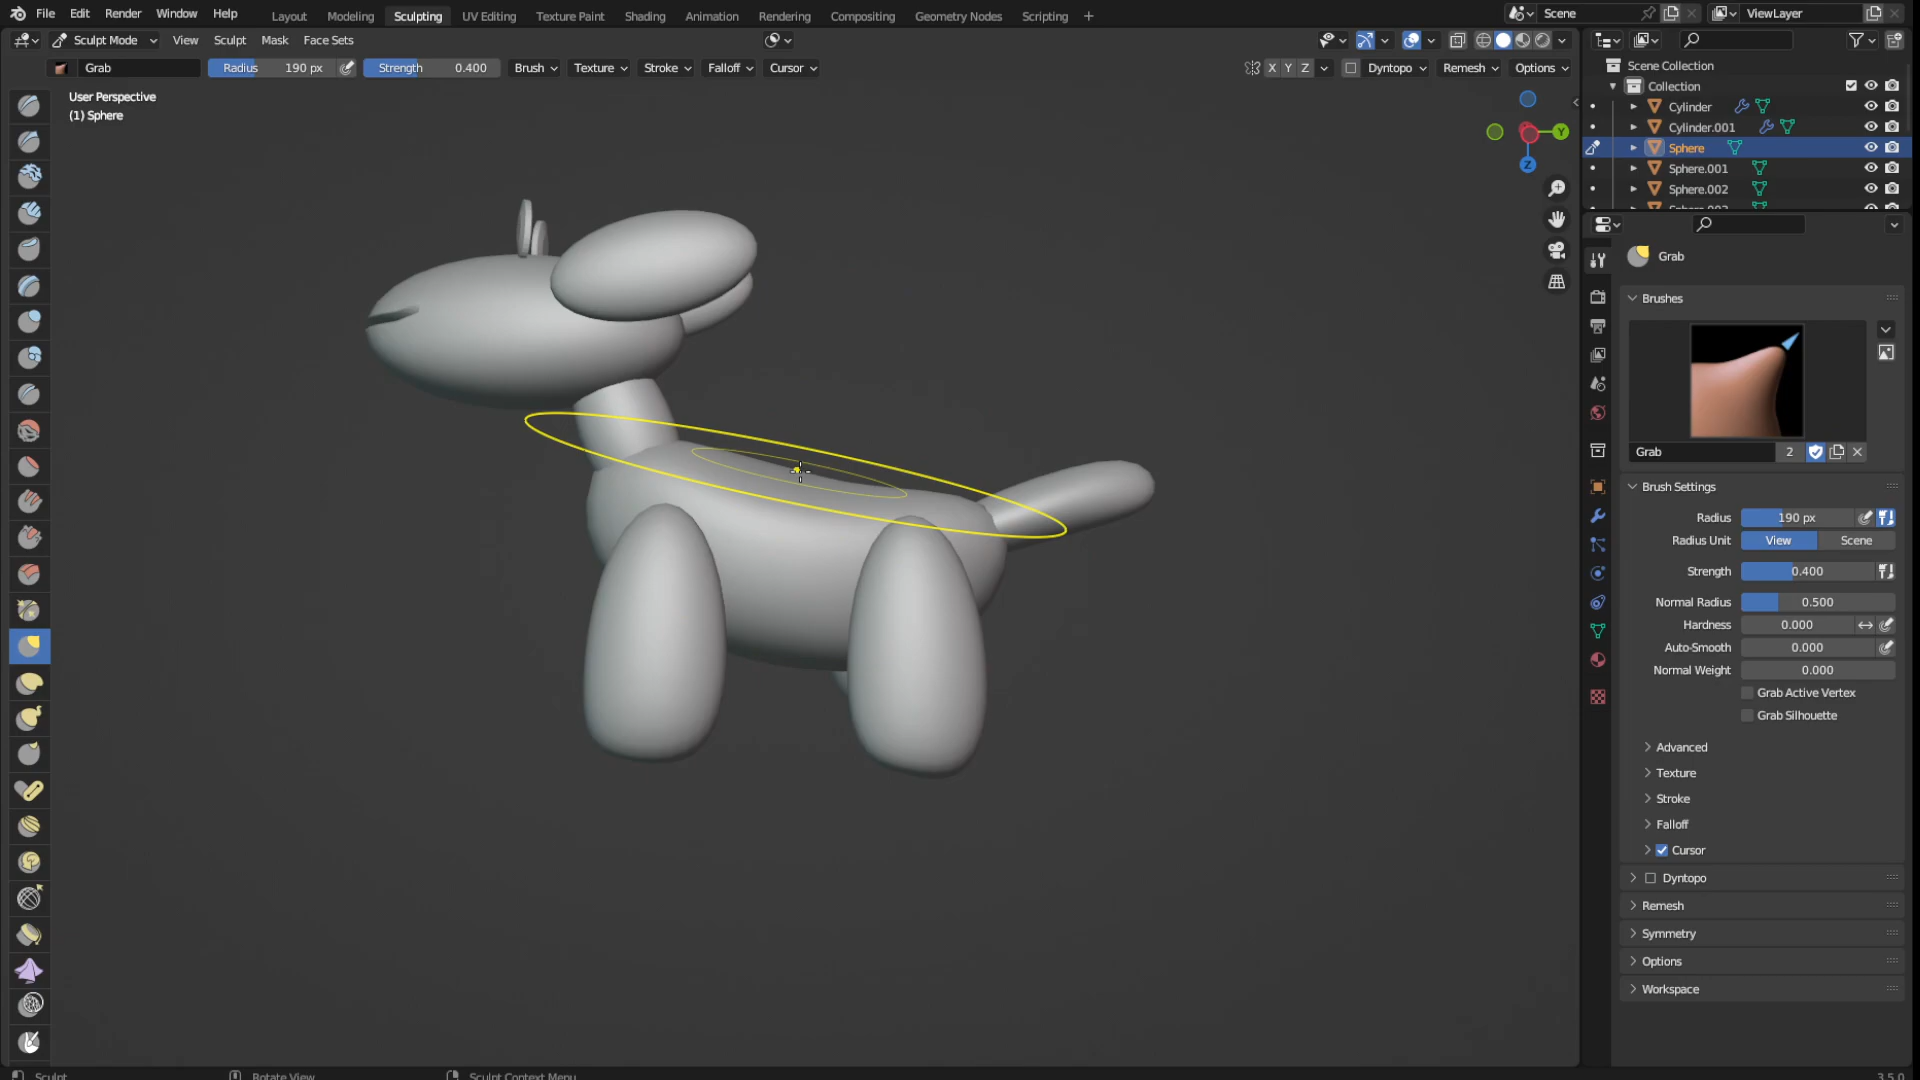 File Edit Render Window Help Layout Modeling Sculpting UV Editing Texture Paint Shading Animation Rendering Compositing Geometry Nodes Scripting + Scene ViewLayer
Sculpt Mode View Sculpt Mask Face Sets
Grab Radius 190 px Strength 0.400 Brush Texture Stroke Falloff Cursor X Y Z Dyntopo Remesh Options
User Perspective
(1) Sphere
Y
Z
Scene Collection
Collection
Cylinder
Cylinder.001
Sphere
Sphere.001
Sphere.002
Grab
Brushes
Grab 2
Brush Settings
Radius 190 px
Radius Unit View Scene
Strength 0.400
Normal Radius 0.500
Hardness 0.000
Auto-Smooth 0.000
Normal Weight 0.000
Grab Active Vertex
Grab Silhouette
Advanced
Texture
Stroke
Falloff
Cursor
Dyntopo
Remesh
Symmetry
Options
Workspace
Sculpt Rotate View Sculpt Context Menu 3.5.0